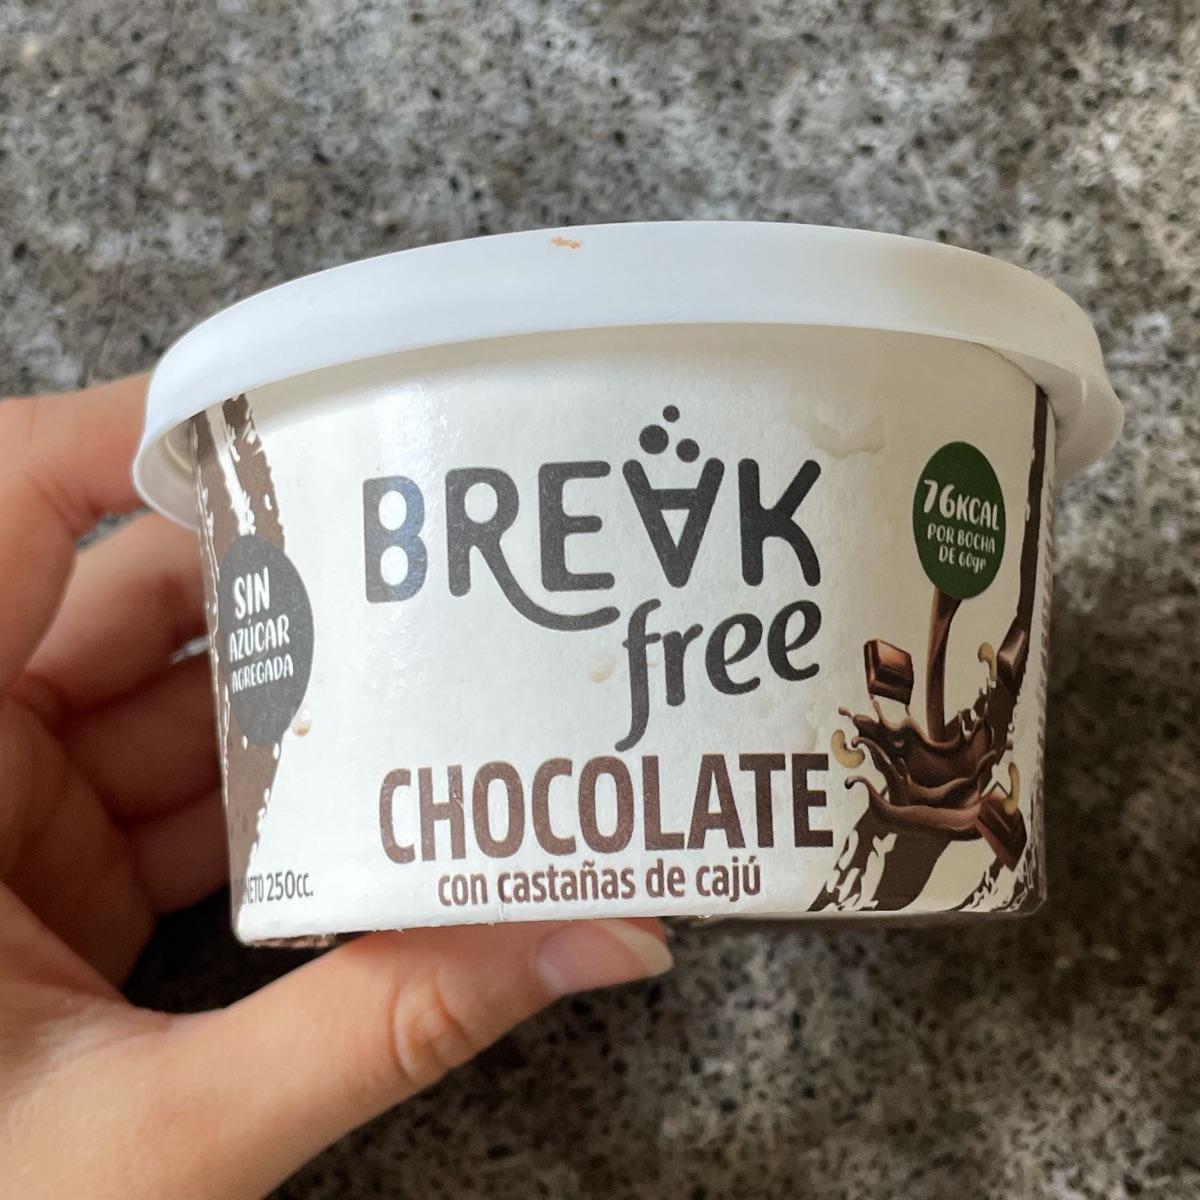 BREAK
free
CHOCOLATE
con castañas de cajú
SIN
AZÚCAR
AGREGADA
76KCAL
POR BOCHA
DE 60gr
NETO 250cc.